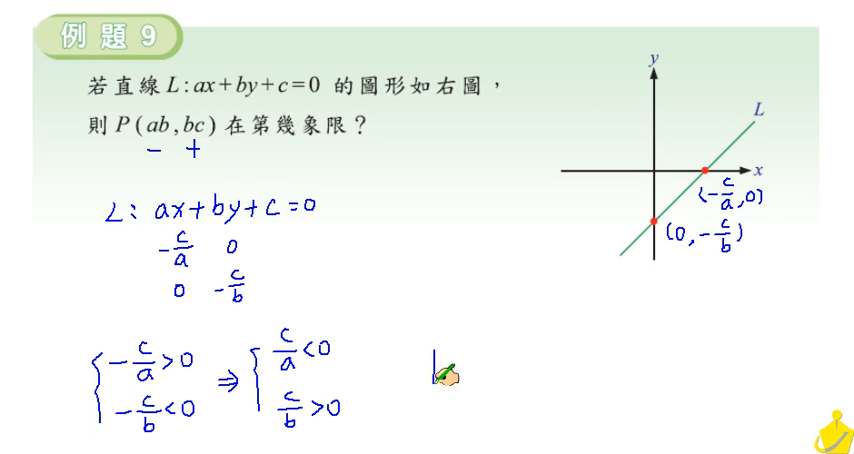 例題 9
若直線 L:ax+by+c=0 的圖形如右圖，
則 P(ab,bc) 在第幾象限？
− +
y
L
x
(-c/a,0)
(0,-c/b)
L: ax+by+c=0
-c/a 0
0 -c/b
{ -c/a>0 ⇒ { c/a<0
-c/b<0 c/b>0